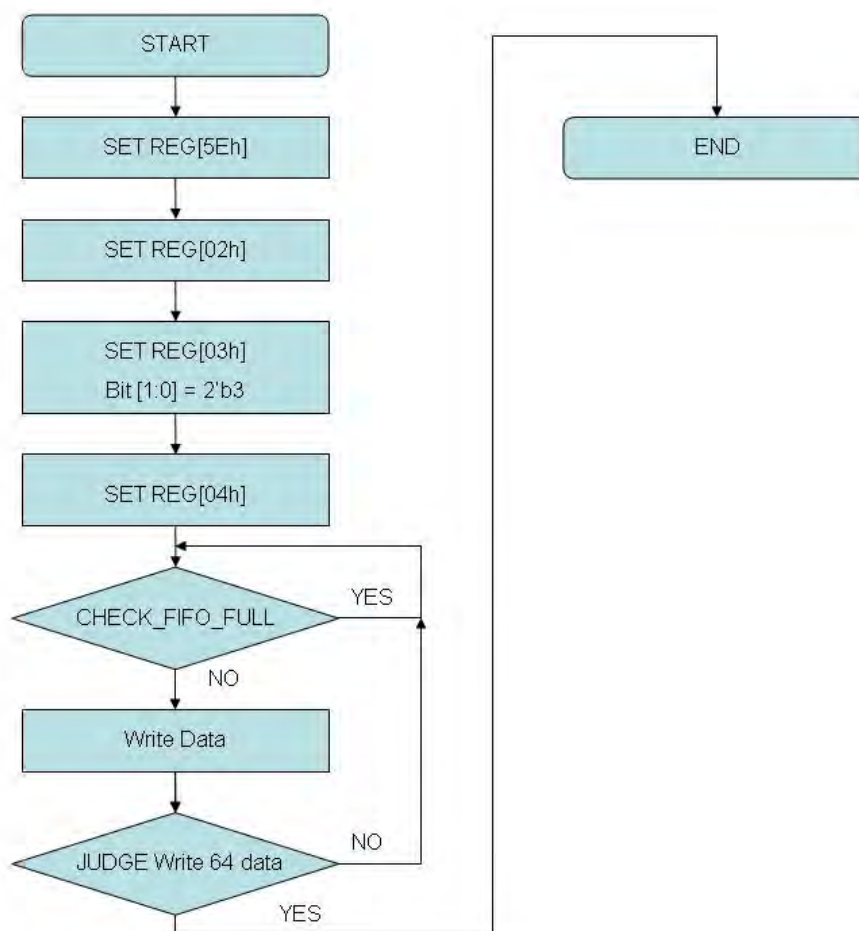 START
SET REG[5Eh]
SET REG[02h]
SET REG[03h]
Bit [1:0] = 2'b3
SET REG[04h]
CHECK_FIFO_FULL
YES
NO
Write Data
JUDGE Write 64 data
NO
YES
END